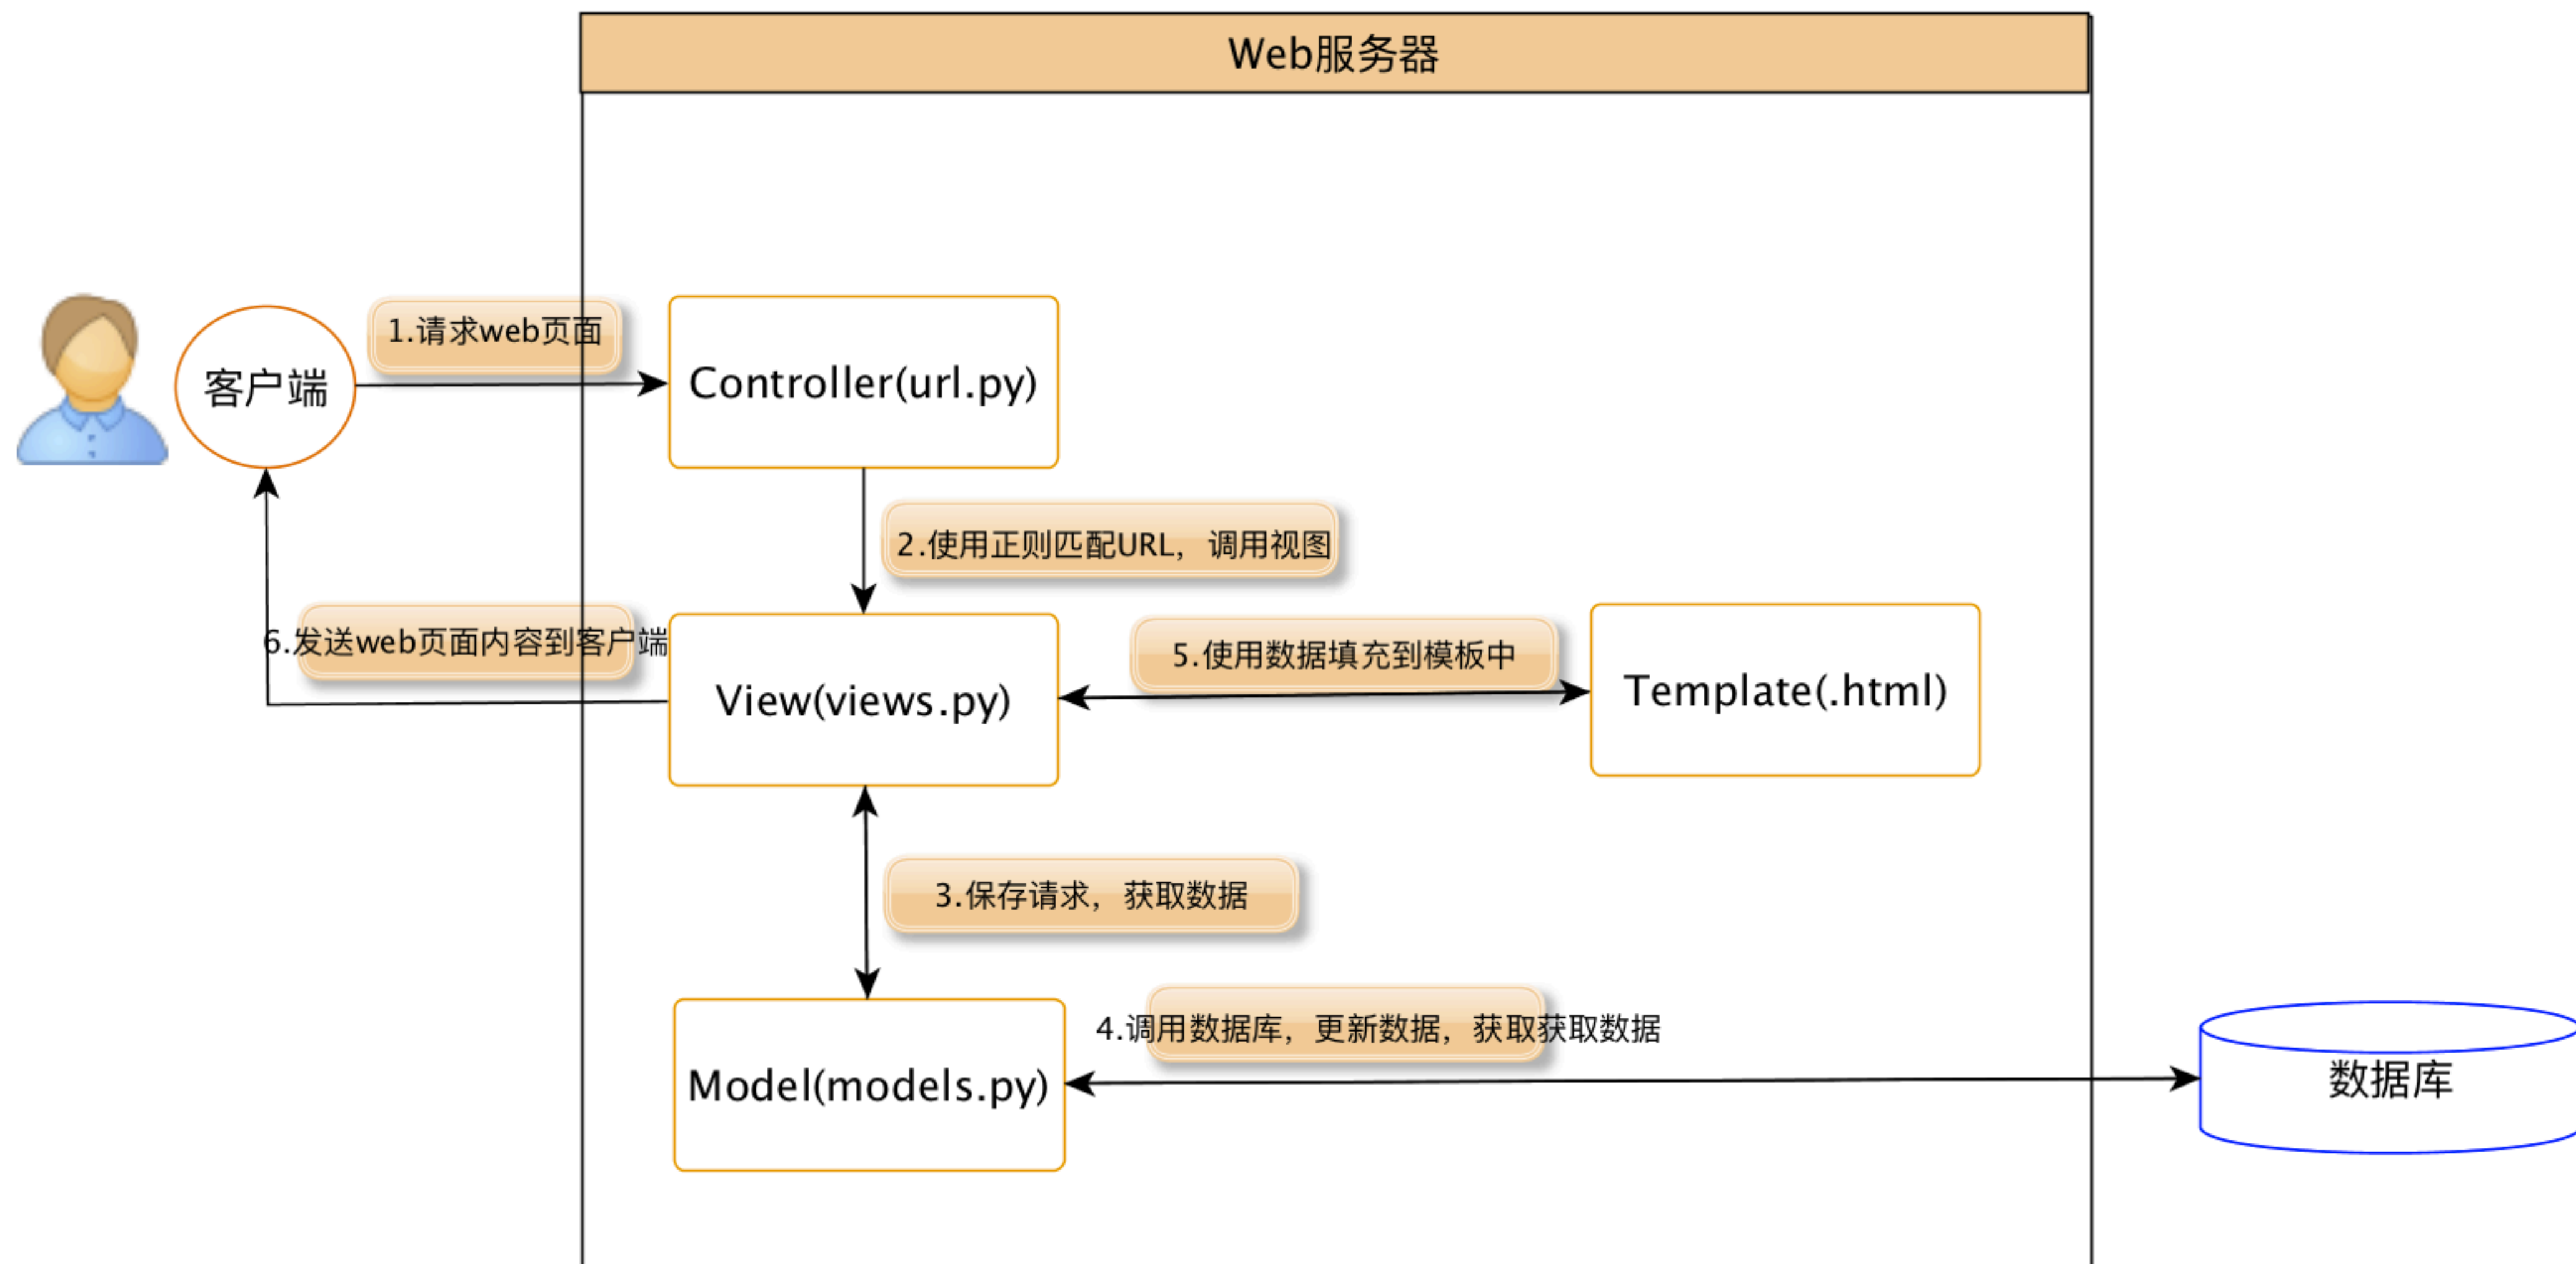 Web服务器
1.请求web页面
客户端
Controller(url.py)
2.使用正则匹配URL，调用视图
6.发送web页面内容到客户端
5.使用数据填充到模板中
View(views.py)
Template(.html)
3.保存请求，获取数据
4.调用数据库，更新数据，获取获取数据
Model(models.py)
数据库